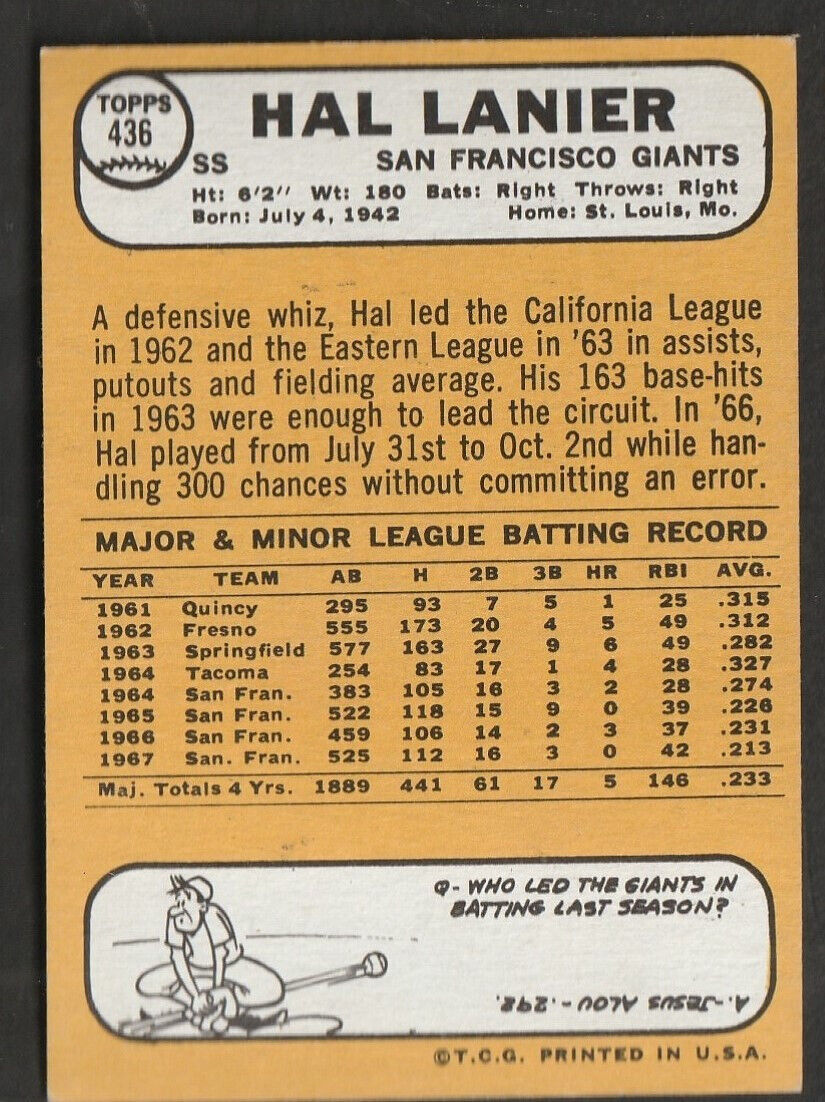 TOPPS
436
HAL LANIER
SS
SAN FRANCISCO GIANTS
Ht: 6'2'' Wt: 180 Bats: Right Throws: Right
Born: July 4, 1942 Home: St. Louis, Mo.
A defensive whiz, Hal led the California League
in 1962 and the Eastern League in '63 in assists,
putouts and fielding average. His 163 base-hits
in 1963 were enough to lead the circuit. In '66,
Hal played from July 31st to Oct. 2nd while han-
dling 300 chances without committing an error.
MAJOR & MINOR LEAGUE BATTING RECORD
YEAR TEAM AB H 2B 3B HR RBI AVG.
1961 Quincy 295 93 7 5 1 25 .315
1962 Fresno 555 173 20 4 5 49 .312
1963 Springfield 577 163 27 9 6 49 .282
1964 Tacoma 254 83 17 1 4 28 .327
1964 San Fran. 383 105 16 3 2 28 .274
1965 San Fran. 522 118 15 9 0 39 .226
1966 San Fran. 459 106 14 2 3 37 .231
1967 San. Fran. 525 112 16 3 0 42 .213
Maj. Totals 4 Yrs. 1889 441 61 17 5 146 .233
Q- WHO LED THE GIANTS IN
BATTING LAST SEASON?
A.-JESUS ALOU-.292.
©T.C.G. PRINTED IN U.S.A.